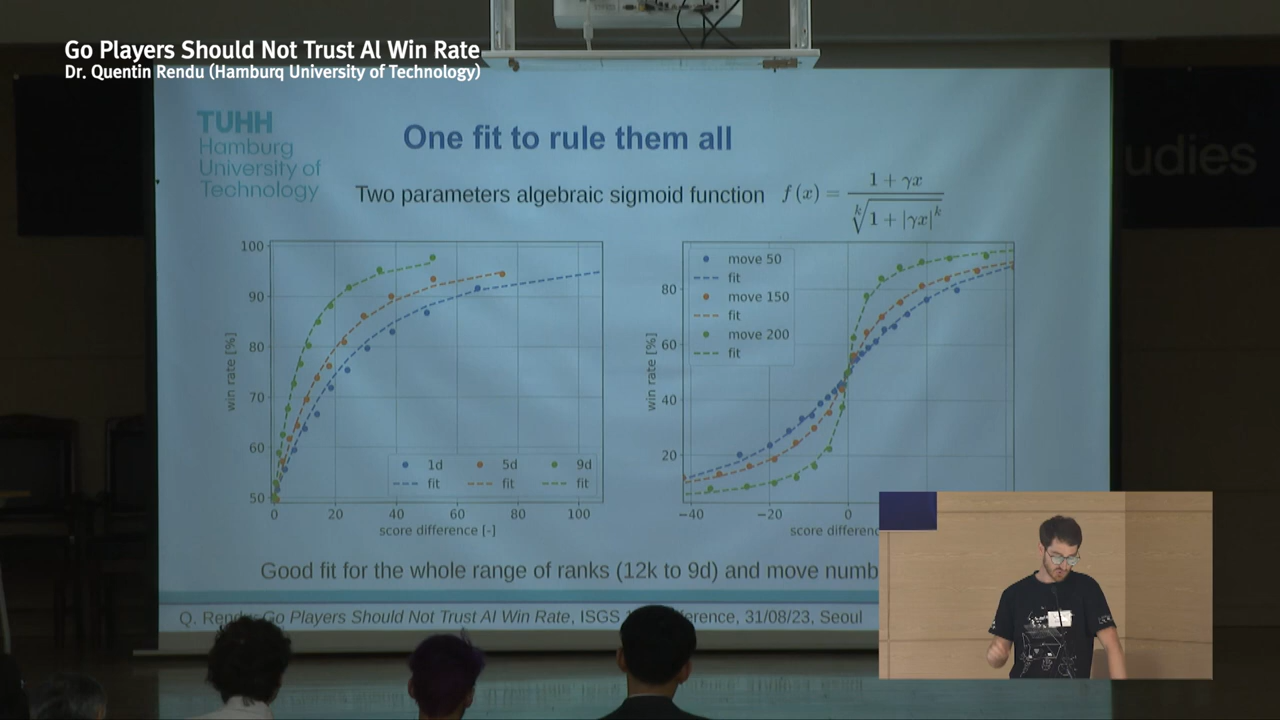 Go Players Should Not Trust AI Win Rate
Dr. Quentin Rendu (Hamburg University of Technology)
udies
TUHH
Hamburg
University of
Technology
One fit to rule them all
Two parameters algebraic sigmoid function f(x) = \frac{1 + γx}{\sqrt[k]{1 + |γx|^k}}
100
90
80
70
60
50
win rate [%]
1d 5d 9d
fit fit fit
0 20 40 60 80 100
score difference [-]
80
60
40
20
win rate [%]
move 50
fit
move 150
fit
move 200
fit
−40 −20 0
score differenc
Good fit for the whole range of ranks (12k to 9d) and move numb
Q. Rendu, Go Players Should Not Trust AI Win Rate, ISGS erence, 31/08/23, Seoul